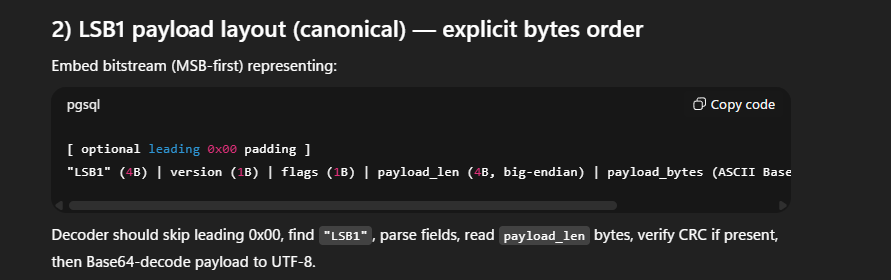 2) LSB1 payload layout (canonical) — explicit bytes order
Embed bitstream (MSB-first) representing:
pgsql
Copy code
[ optional leading 0x00 padding ]
"LSB1" (4B) | version (1B) | flags (1B) | payload_len (4B, big-endian) | payload_bytes (ASCII Base
Decoder should skip leading 0x00, find "LSB1", parse fields, read payload_len bytes, verify CRC if present,
then Base64-decode payload to UTF-8.